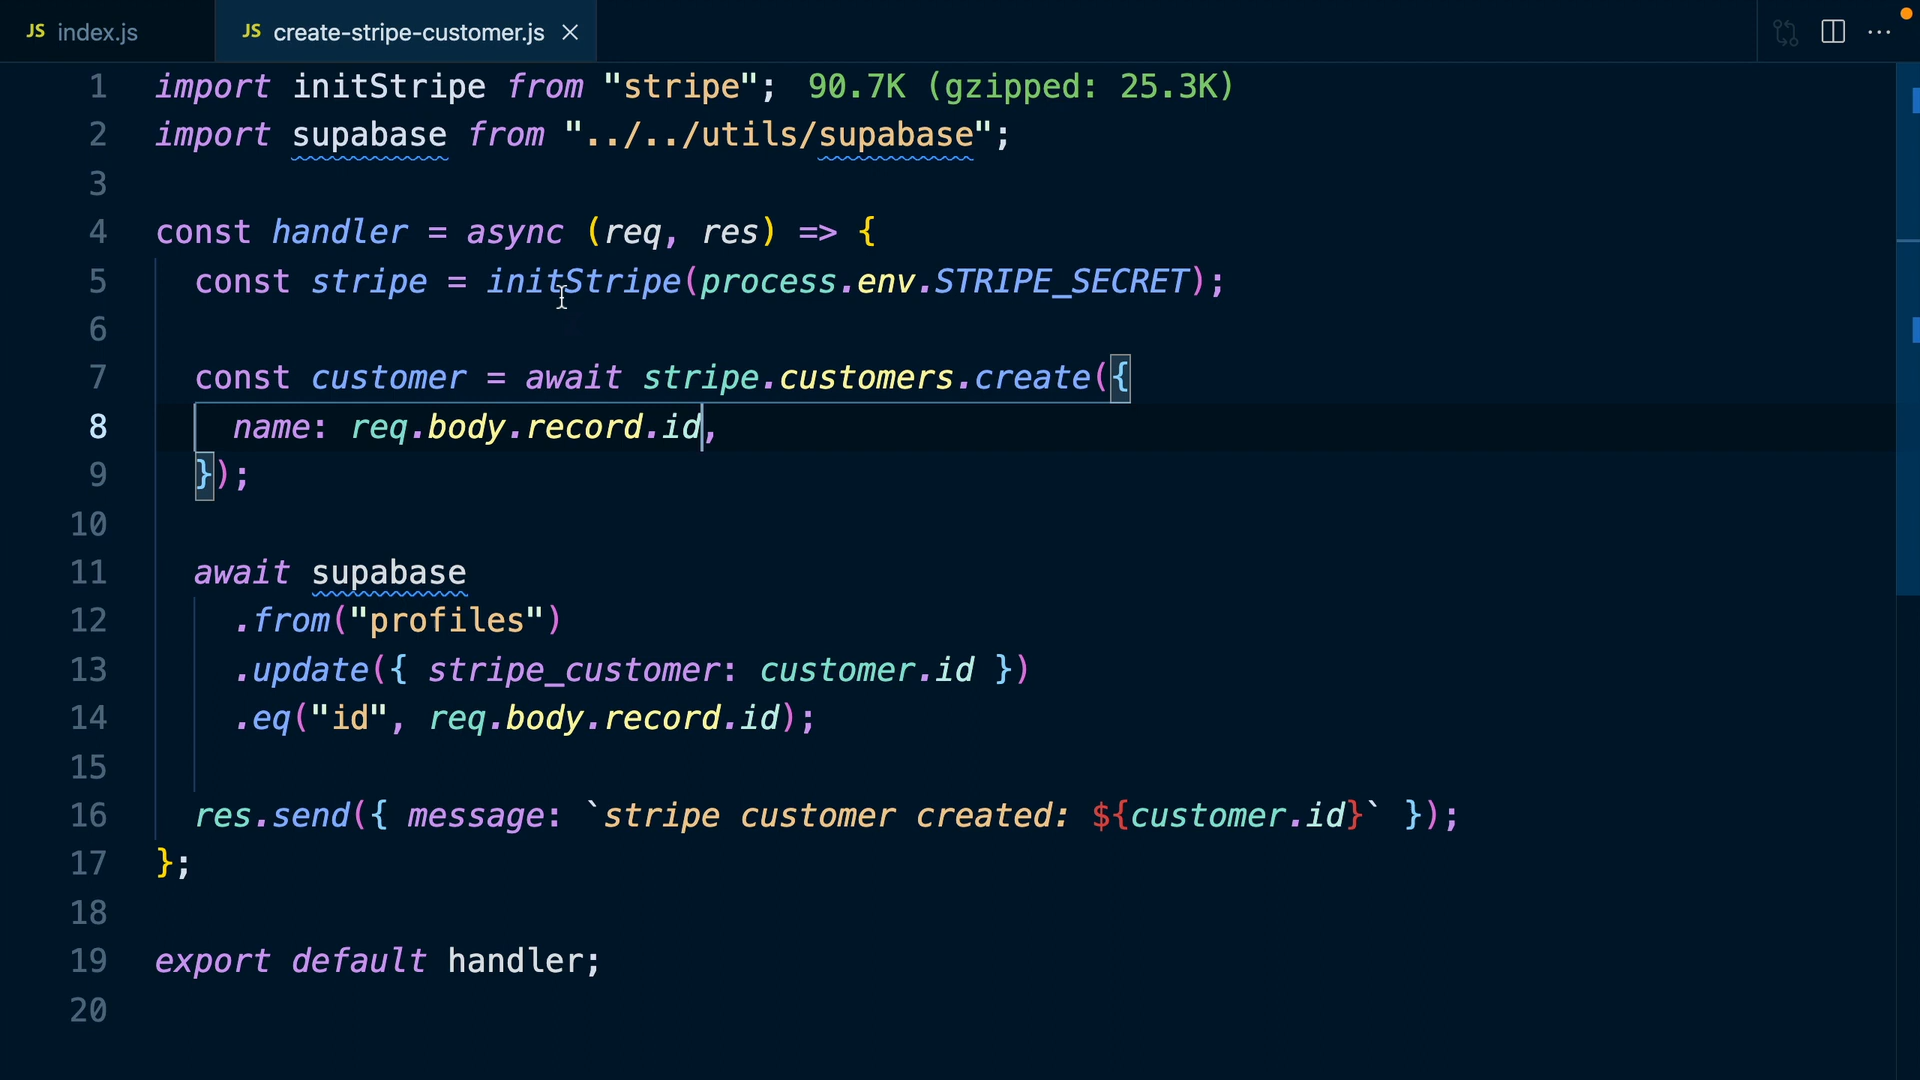 JS index.js JS create-stripe-customer.js
1 import initStripe from "stripe"; 90.7K (gzipped: 25.3K)
2 import supabase from "../../utils/supabase";
3
4 const handler = async (req, res) => {
5 const stripe = initStripe(process.env.STRIPE_SECRET);
6
7 const customer = await stripe.customers.create({
8 name: req.body.record.id,
9 });
10
11 await supabase
12 .from("profiles")
13 .update({ stripe_customer: customer.id })
14 .eq("id", req.body.record.id);
15
16 res.send({ message: `stripe customer created: ${customer.id}` });
17 };
18
19 export default handler;
20